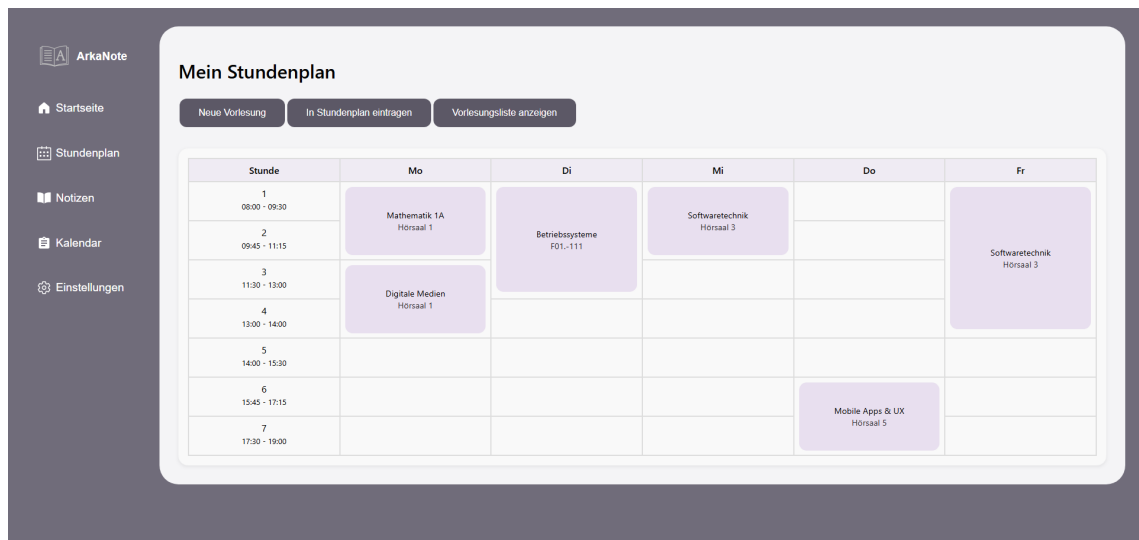 A ArkaNote
Startseite
Stundenplan
Notizen
Kalendar
Einstellungen
Mein Stundenplan
Neue Vorlesung In Stundenplan eintragen Vorlesungsliste anzeigen
Stunde Mo Di Mi Do Fr
1
08:00 - 09:30
2
09:45 - 11:15
3
11:30 - 13:00
4
13:00 - 14:00
5
14:00 - 15:30
6
15:45 - 17:15
7
17:30 - 19:00
Mathematik 1A
Hörsaal 1
Digitale Medien
Hörsaal 1
Betriebssysteme
F01.-111
Softwaretechnik
Hörsaal 3
Mobile Apps & UX
Hörsaal 5
Softwaretechnik
Hörsaal 3